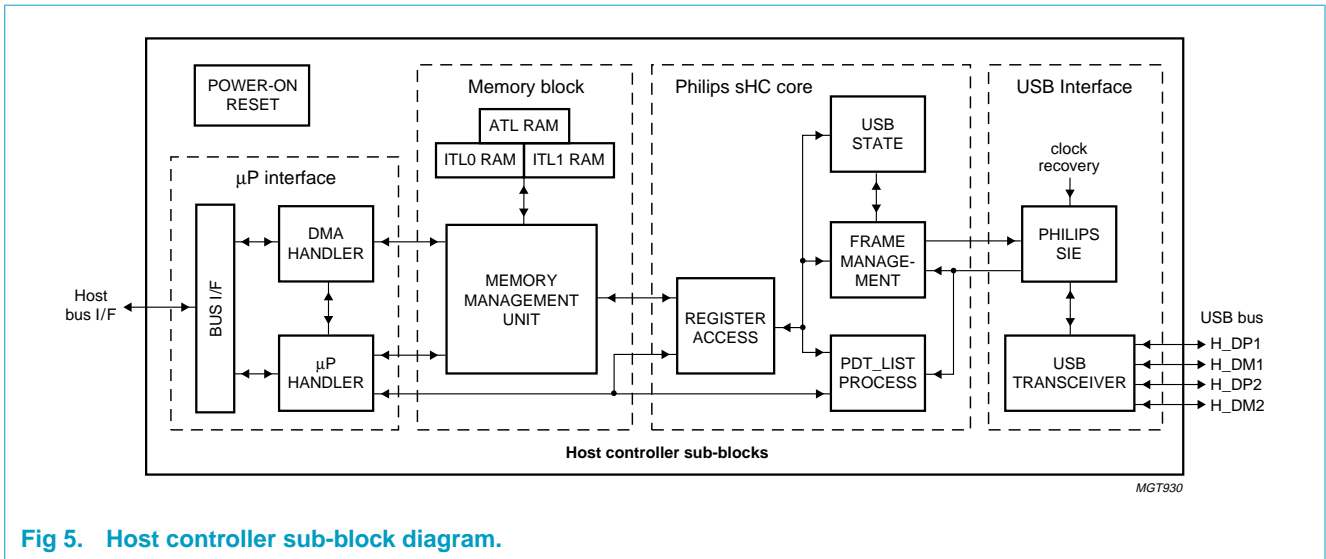 POWER-ON
RESET
Memory block
ATL RAM
ITL0 RAM
ITL1 RAM
Philips sHC core
USB
STATE
USB Interface
clock
recovery
µP interface
BUS I/F
DMA
HANDLER
MEMORY
MANAGEMENT
UNIT
FRAME
MANAGE-
MENT
PHILIPS
SIE
Host
bus I/F
REGISTER
ACCESS
µP
HANDLER
PDT_LIST
PROCESS
USB
TRANSCEIVER
USB bus
H_DP1
H_DM1
H_DP2
H_DM2
Host controller sub-blocks
MGT930
Fig 5. Host controller sub-block diagram.